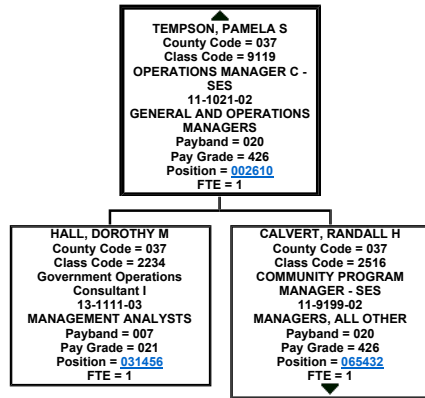 TEMPSON, PAMELA S
County Code = 037
Class Code = 9119
OPERATIONS MANAGER C -
SES
11-1021-02
GENERAL AND OPERATIONS
MANAGERS
Payband = 020
Pay Grade = 426
Position = 002610
FTE = 1
HALL, DOROTHY M
County Code = 037
Class Code = 2234
Government Operations
Consultant I
13-1111-03
MANAGEMENT ANALYSTS
Payband = 007
Pay Grade = 021
Position = 031456
FTE = 1
CALVERT, RANDALL H
County Code = 037
Class Code = 2516
COMMUNITY PROGRAM
MANAGER - SES
11-9199-02
MANAGERS, ALL OTHER
Payband = 020
Pay Grade = 426
Position = 065432
FTE = 1